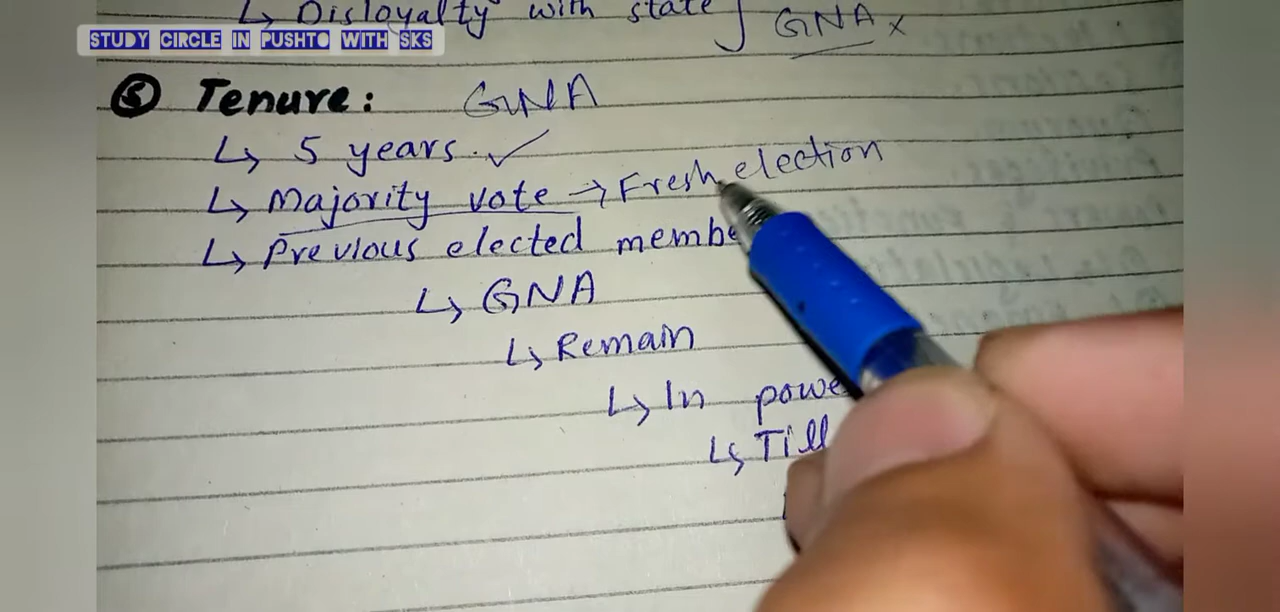 ↳ Disloyalty with state
GNA x
STUDY CIRCLE IN PUSHTO WITH SKS
⑤ Tenure: GNA
↳ 5 years. ✓
↳ Majority vote → Fresh election
↳ Previous elected membe
↳ GNA
↳ Remain
↳ In powe
↳ Till